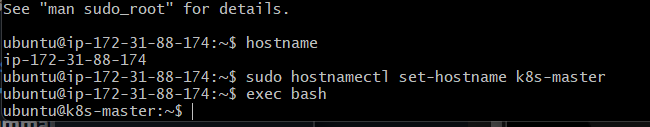 See "man sudo_root" for details.
ubuntu@ip-172-31-88-174:~$ hostname
ip-172-31-88-174
ubuntu@ip-172-31-88-174:~$ sudo hostnamectl set-hostname k8s-master
ubuntu@ip-172-31-88-174:~$ exec bash
ubuntu@k8s-master:~$